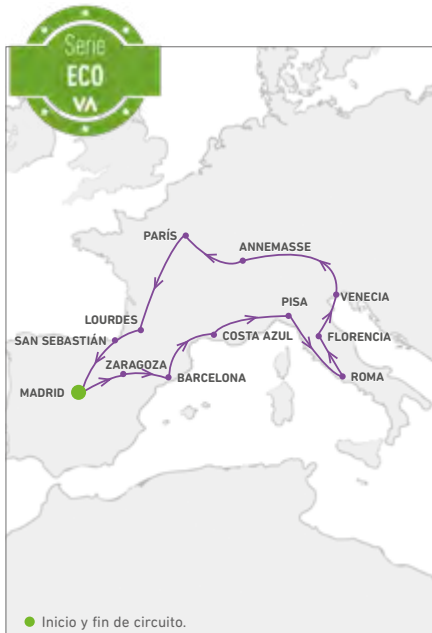 Serie
ECO
VA
PARÍS
ANNEMASSE
LOURDES
SAN SEBASTIÁN
ZARAGOZA
MADRID
BARCELONA
COSTA AZUL
PISA
VENECIA
FLORENCIA
ROMA
Inicio y fin de circuito.